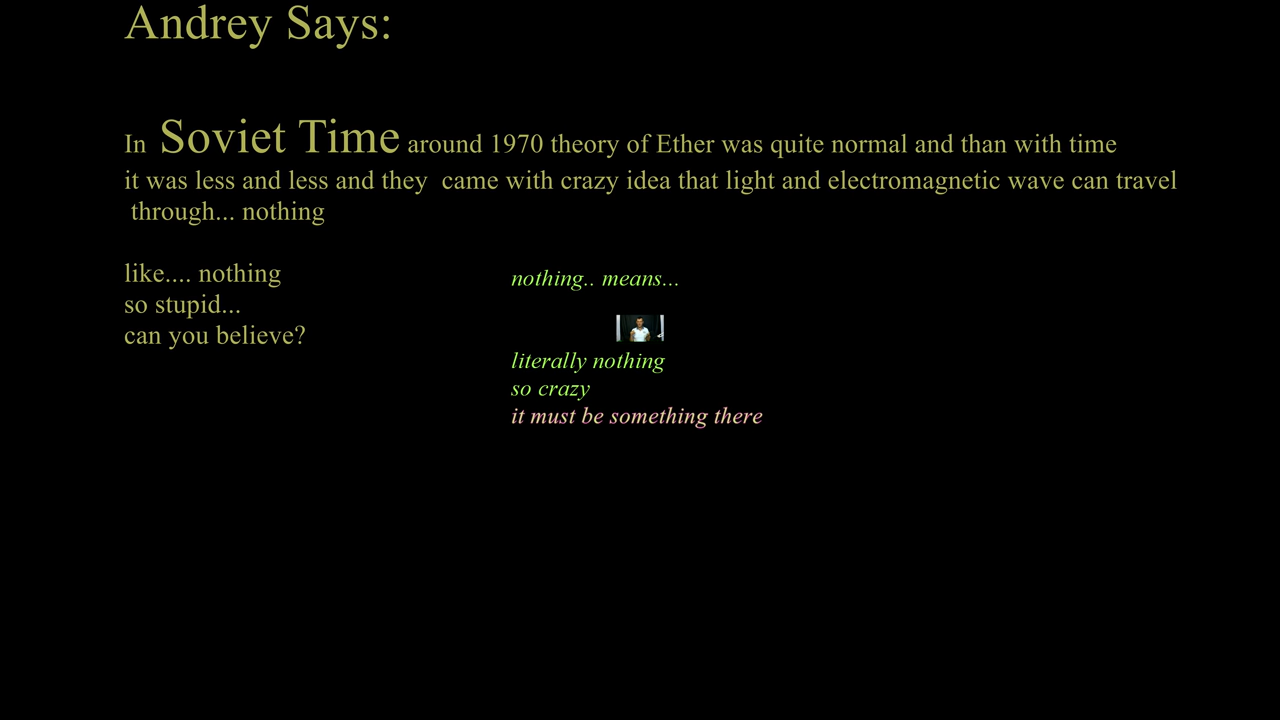 Andrey Says:
In Soviet Time around 1970 theory of Ether was quite normal and than with time
it was less and less and they came with crazy idea that light and electromagnetic wave can travel
through... nothing
like.... nothing
so stupid...
can you believe?
nothing.. means...
literally nothing
so crazy
it must be something there